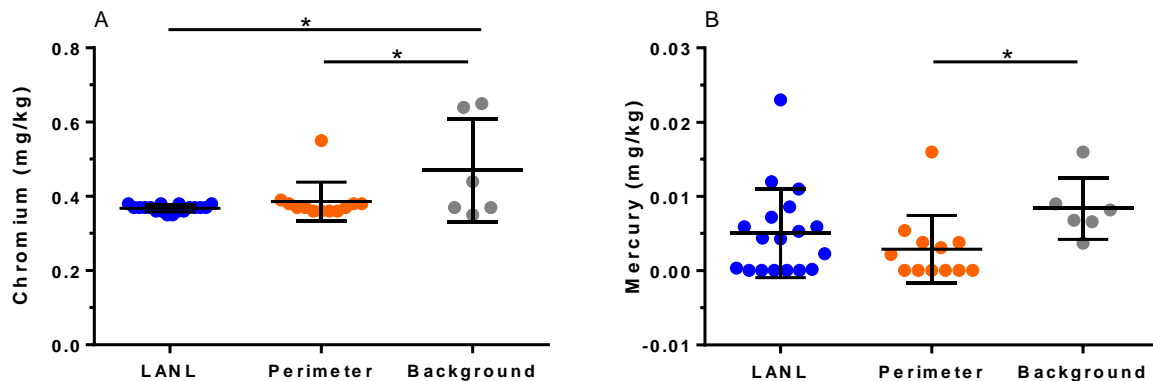 A
*
*
Chromium (mg/kg)
0.8
0.6
0.4
0.2
0.0
LANL Perimeter Background
B
*
Mercury (mg/kg)
0.03
0.02
0.01
0.00
-0.01
LANL Perimeter Background